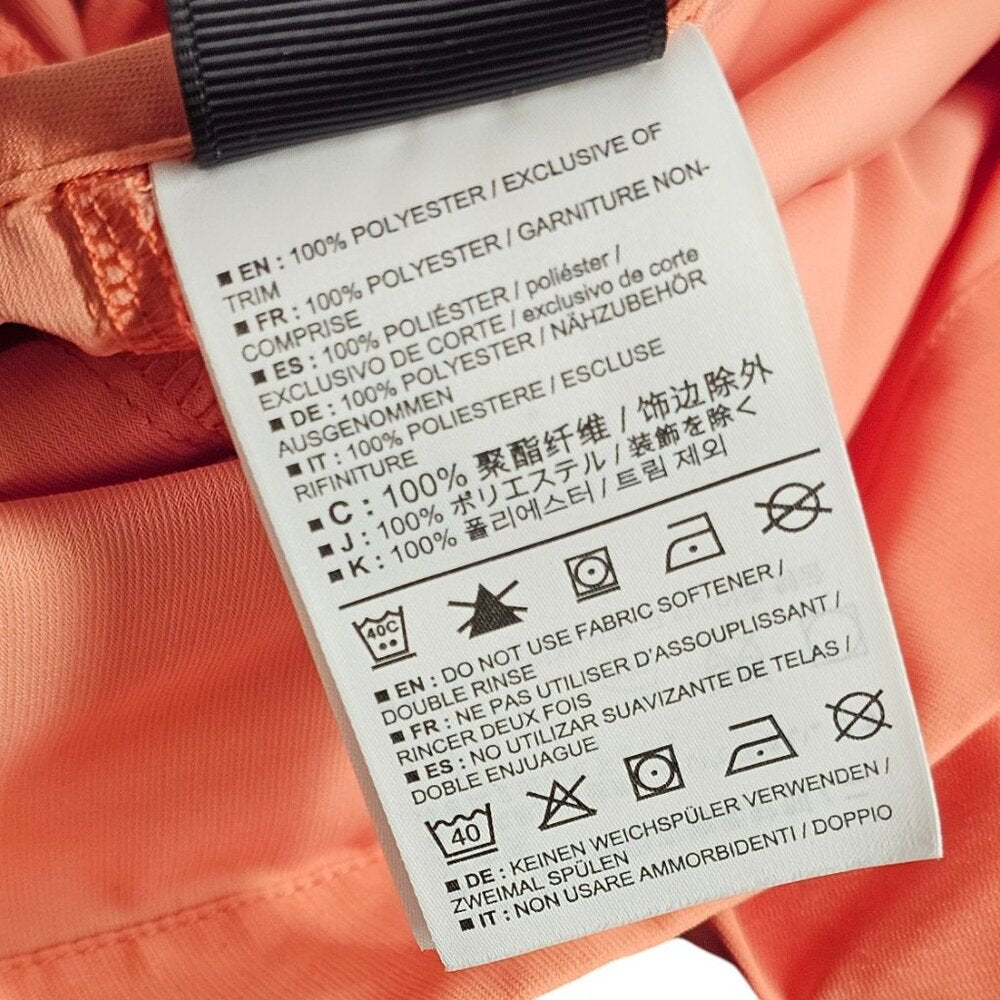 ■ EN : 100% POLYESTER / EXCLUSIVE OF
TRIM
■ FR : 100% POLYESTER / GARNITURE NON-
COMPRISE
■ ES : 100% POLIÉSTER / poliéster /
EXCLUSIVO DE CORTE / exclusivo de corte
■ DE : 100% POLYESTER / NÄHZUBEHÖR
AUSGENOMMEN
■ IT : 100% POLIESTERE / ESCLUSE
RIFINITURE
■ C : 100% 聚酯纤维 / 饰边除外
■ J : 100% ポリエステル / 装飾を除く
■ K : 100% 폴리에스터 / 트림 제외
40C
■ EN : DO NOT USE FABRIC SOFTENER /
DOUBLE RINSE
■ FR : NE PAS UTILISER D'ASSOUPLISSANT /
RINCER DEUX FOIS
■ ES : NO UTILIZAR SUAVIZANTE DE TELAS /
DOBLE ENJUAGUE
40
■ DE : KEINEN WEICHSPÜLER VERWENDEN /
ZWEIMAL SPÜLEN
■ IT : NON USARE AMMORBIDENTI / DOPPIO